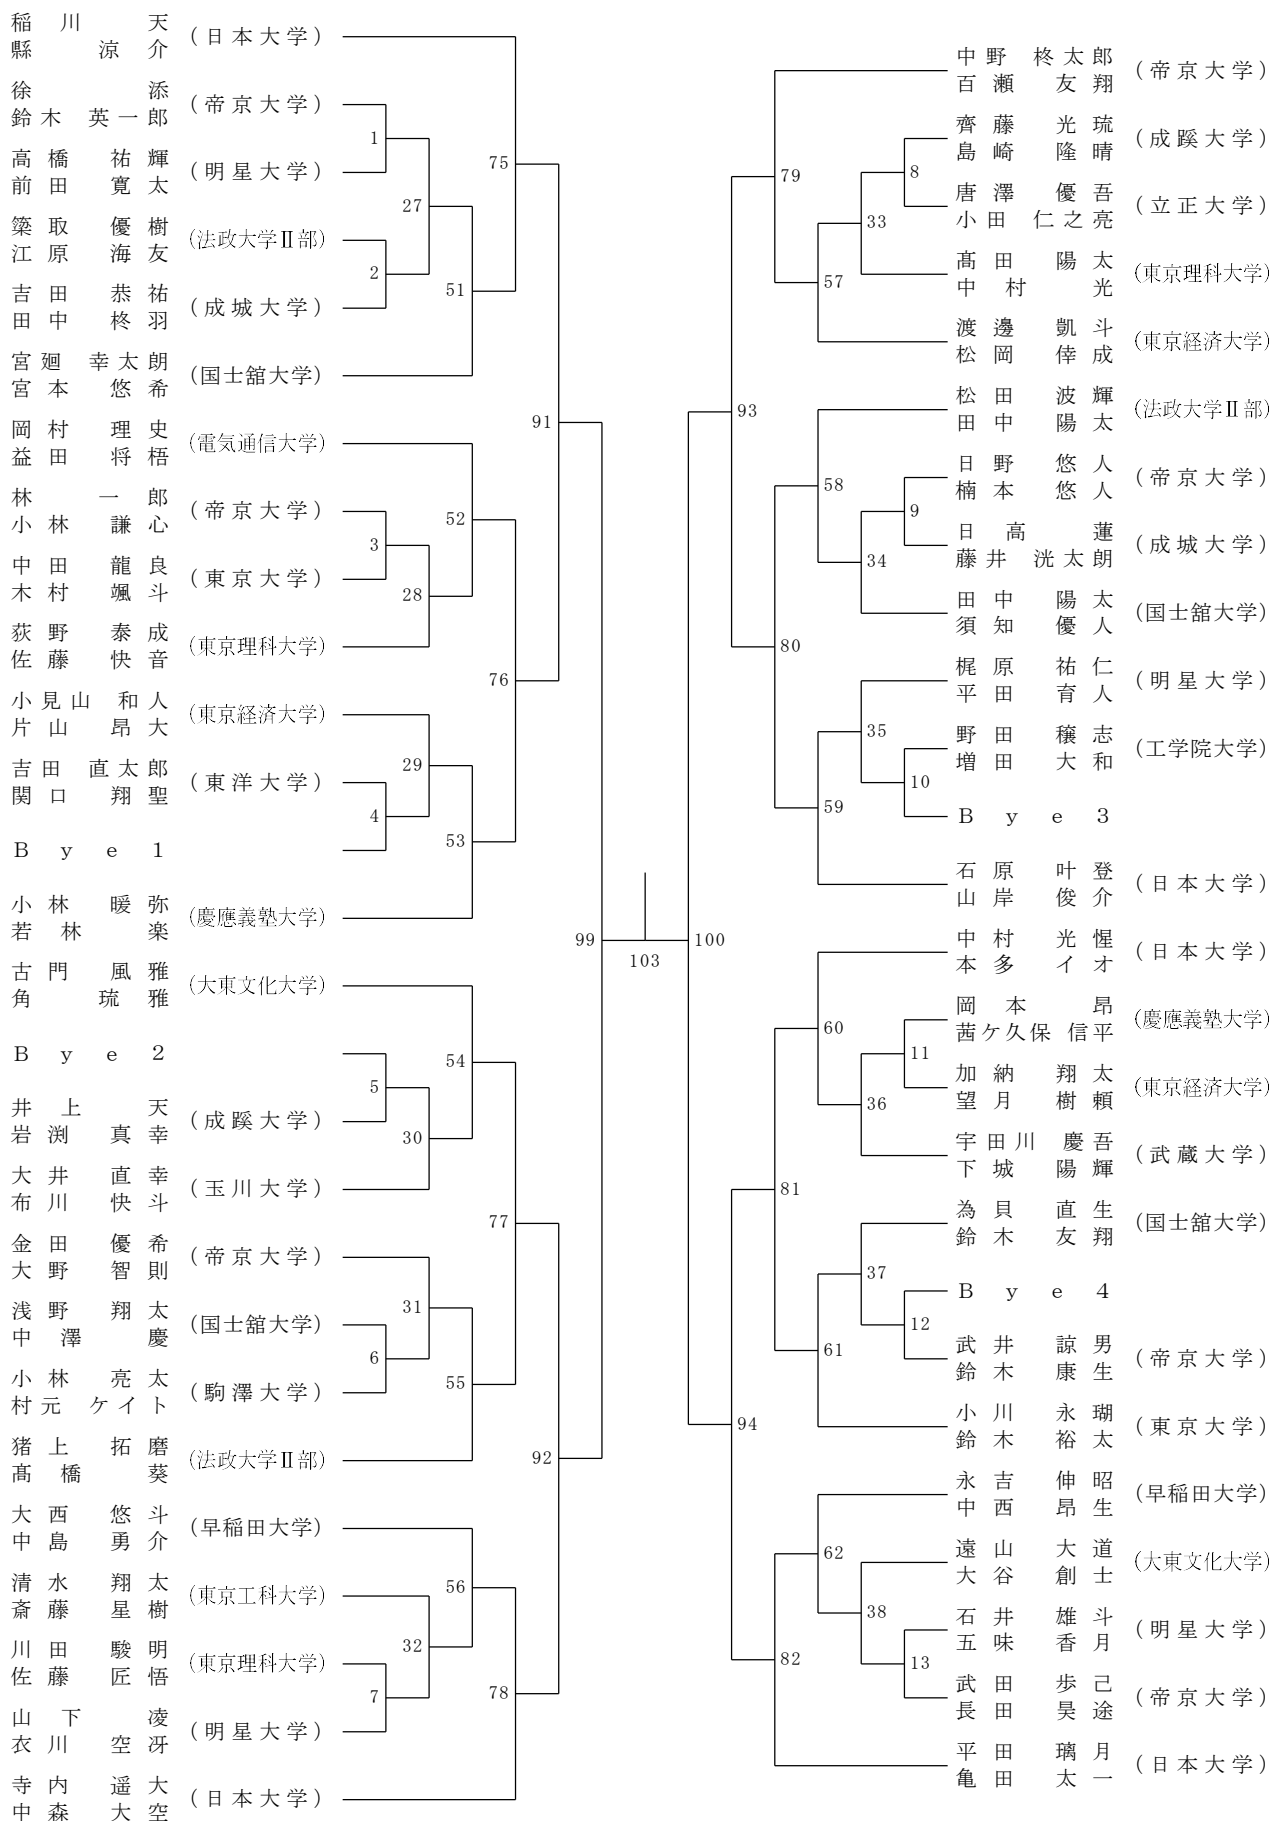 稲川 天
縣 涼介
(日本大学)
徐 添
鈴木 英一郎
(帝京大学)
1
高橋 祐輝
前田 寛太
(明星大学)
27
75
築取 優樹
江原 海友
(法政大学Ⅱ部)
2
吉田 恭祐
田中 柊羽
(成城大学)
51
宮廻 幸太朗
宮本 悠希
(国士舘大学)
91
岡村 理史
益田 将梧
(電気通信大学)
林 一郎
小林 謙心
(帝京大学)
3
52
中田 龍良
木村 颯斗
(東京大学)
28
荻野 泰成
佐藤 快音
(東京理科大学)
76
小見山 和人
片山 昂大
(東京経済大学)
29
吉田 直太郎
関口 翔聖
(東洋大学)
4
53
Bye1
小林 暖弥
若林 楽
(慶應義塾大学)
99
103
100
古門 風雅
角 琉雅
(大東文化大学)
Bye2
5
54
井上 天
岩渕 真幸
(成蹊大学)
30
大井 直幸
布川 快斗
(玉川大学)
77
金田 優希
大野 智則
(帝京大学)
31
浅野 翔太
中澤 慶
(国士舘大学)
6
55
小林 亮太
村元 ケイト
(駒澤大学)
猪上 拓磨
髙橋 葵
(法政大学Ⅱ部)
92
大西 悠斗
中島 勇介
(早稲田大学)
56
清水 翔太
斎藤 星樹
(東京工科大学)
32
川田 駿明
佐藤 匠悟
(東京理科大学)
7
78
山下 凌
衣川 空冴
(明星大学)
寺内 遥大
中森 大空
(日本大学)
中野 柊太郎
百瀬 友翔
(帝京大学)
79
齊藤 光琉
島崎 隆晴
(成蹊大学)
8
唐澤 優吾
小田 仁之亮
(立正大学)
33
57
髙田 陽太
中村 光
(東京理科大学)
渡邊 凱斗
松岡 倖成
(東京経済大学)
93
松田 波輝
田中 陽太
(法政大学Ⅱ部)
58
日野 悠人
楠本 悠人
(帝京大学)
9
日高 蓮
藤井 洸太朗
(成城大学)
34
田中 陽太
須知 優人
(国士舘大学)
80
梶原 祐仁
平田 育人
(明星大学)
35
野田 穣志
増田 大和
(工学院大学)
10
59
Bye3
石原 叶登
山岸 俊介
(日本大学)
中村 光惺
本多 イオ
(日本大学)
60
岡本 昂
茜ケ久保 信平
(慶應義塾大学)
11
加納 翔太
望月 樹頼
(東京経済大学)
36
宇田川 慶吾
下城 陽輝
(武蔵大学)
81
為貝 直生
鈴木 友翔
(国士舘大学)
37
Bye4
12
61
武井 諒男
鈴木 康生
(帝京大学)
小川 永瑚
鈴木 裕太
(東京大学)
94
永吉 伸昭
中西 昂生
(早稲田大学)
62
遠山 大道
大谷 創士
(大東文化大学)
38
石井 雄斗
五味 香月
(明星大学)
13
82
武田 歩己
長田 昊途
(帝京大学)
平田 璃月
亀田 太一
(日本大学)